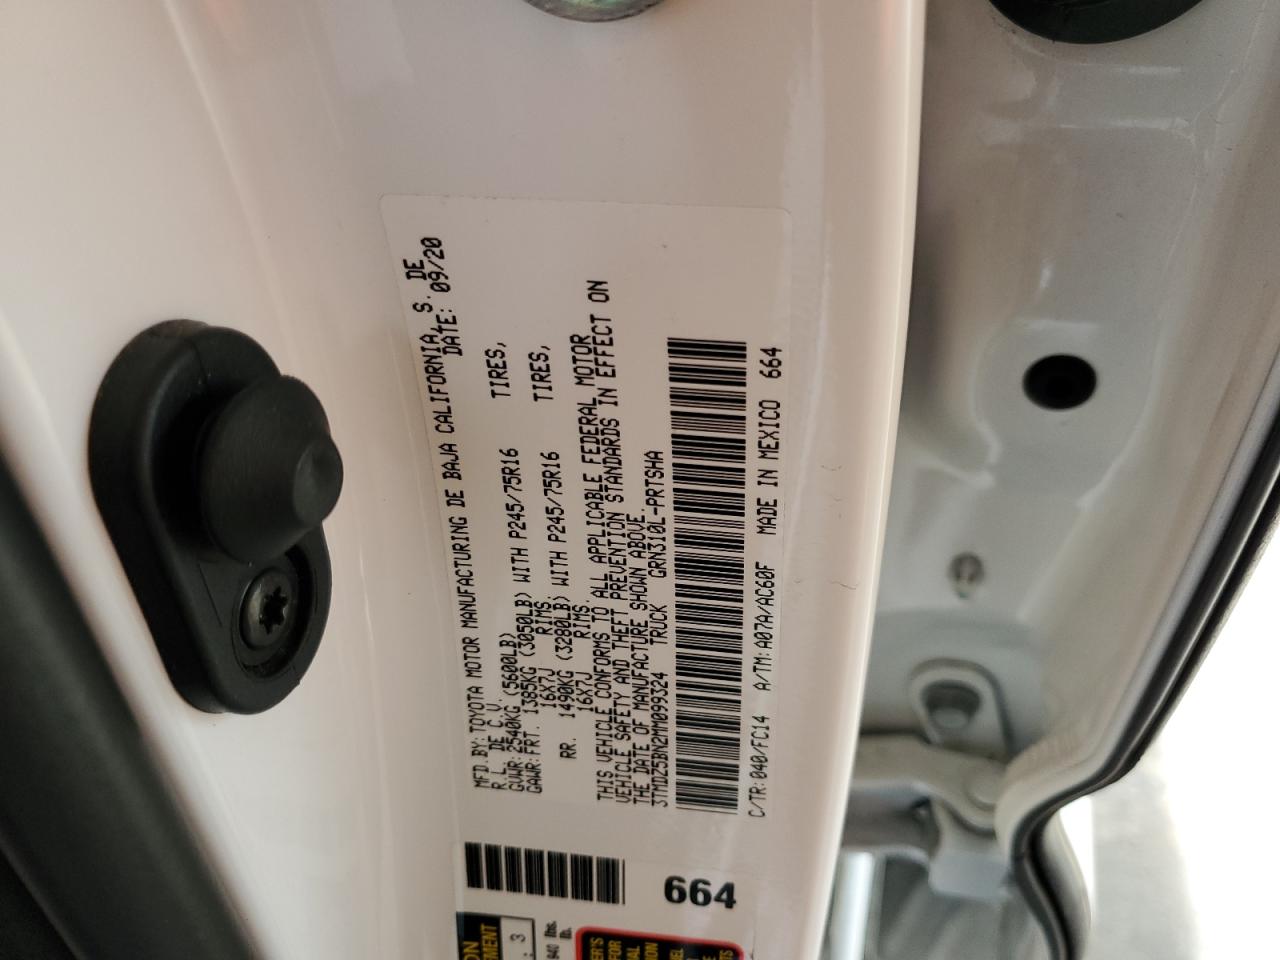 MFD. BY: TOYOTA MOTOR MANUFACTURING DE BAJA CALIFORNIA, S. DE
R.L. DE C.V. DATE: 09/20
GVWR: 2540KG (5600LB)
GAWR: FRT. 1385KG (3050LB) WITH P245/75R16 TIRES,
16X7J RIMS
RR. 1490KG (3280LB) WITH P245/75R16 TIRES,
16X7J RIMS.
THIS VEHICLE CONFORMS TO ALL APPLICABLE FEDERAL MOTOR
VEHICLE SAFETY AND THEFT PREVENTION STANDARDS IN EFFECT ON
THE DATE OF MANUFACTURE SHOWN ABOVE.
3TMDZ5BN2MM099324 TRUCK GRN310L-PRTSHA
C/TR: 040/FC14 A/TM: A07A/AC60F MADE IN MEXICO 664
664
lbs.
lb.